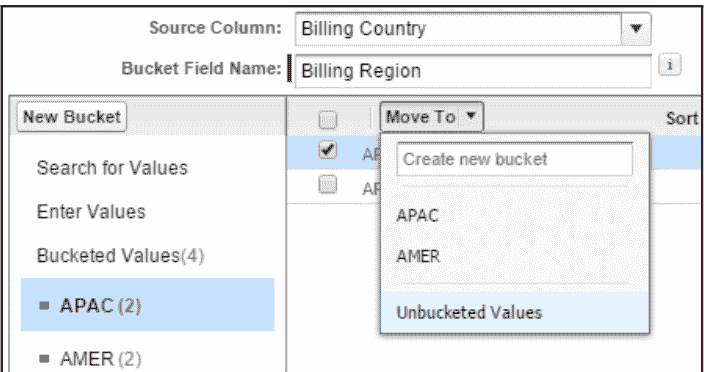 Source Column: Billing Country
Bucket Field Name: Billing Region i
New Bucket
Move To
Sort
Search for Values
Enter Values
Bucketed Values(4)
APAC (2)
AMER (2)
Create new bucket
APAC
AMER
Unbucketed Values